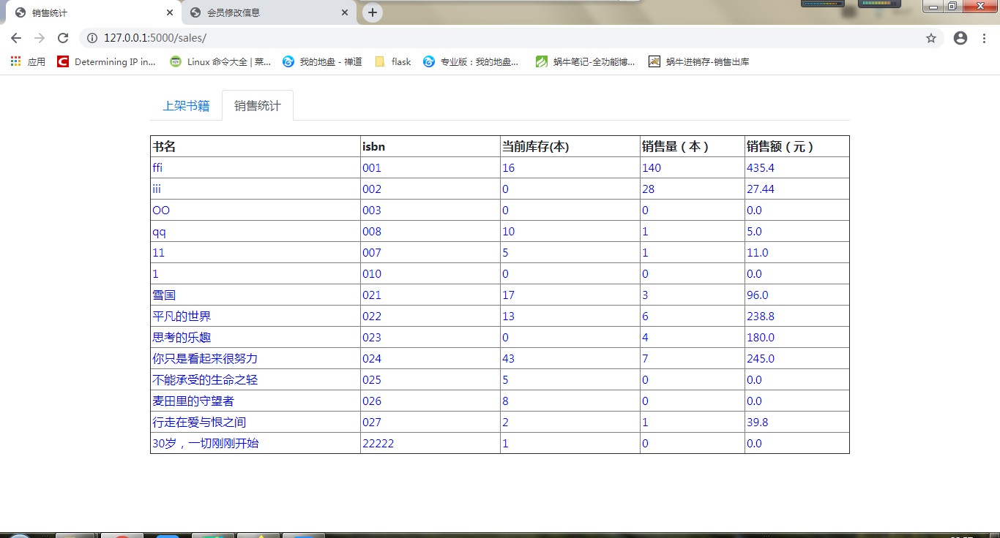 销售统计 会员修改信息
127.0.0.1:5000/sales/
应用 Determining IP in... Linux 命令大全 | 菜... 我的地盘 - 禅道 flask 专业版：我的地盘... 蜗牛笔记-全功能博... 蜗牛进销存-销售出库
上架书籍 销售统计
书名 isbn 当前库存(本) 销售量（本） 销售额（元）
ffi 001 16 140 435.4
iii 002 0 28 27.44
OO 003 0 0 0.0
qq 008 10 1 5.0
11 007 5 1 11.0
1 010 0 0 0.0
雪国 021 17 3 96.0
平凡的世界 022 13 6 238.8
思考的乐趣 023 0 4 180.0
你只是看起来很努力 024 43 7 245.0
不能承受的生命之轻 025 5 0 0.0
麦田里的守望者 026 8 0 0.0
行走在爱与恨之间 027 2 1 39.8
30岁，一切刚刚开始 22222 1 0 0.0